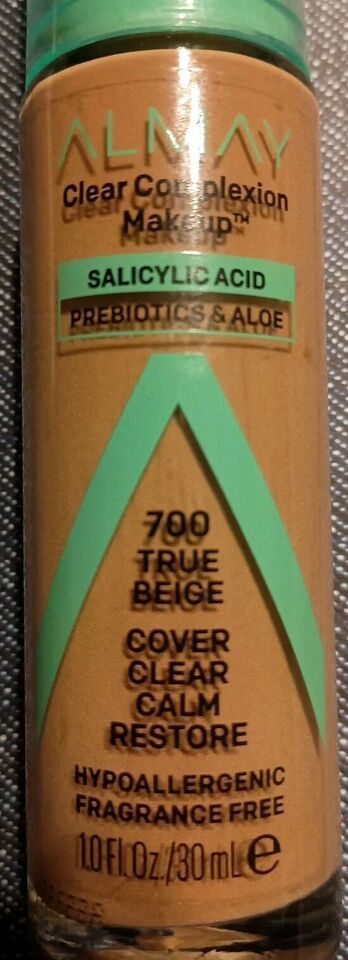 ALMAY
Clear Complexion
Makeup™
SALICYLIC ACID
PREBIOTICS & ALOE
700
TRUE
BEIGE
COVER
CLEAR
CALM
RESTORE
HYPOALLERGENIC
FRAGRANCE FREE
1.0 FL.Oz./30 mL e